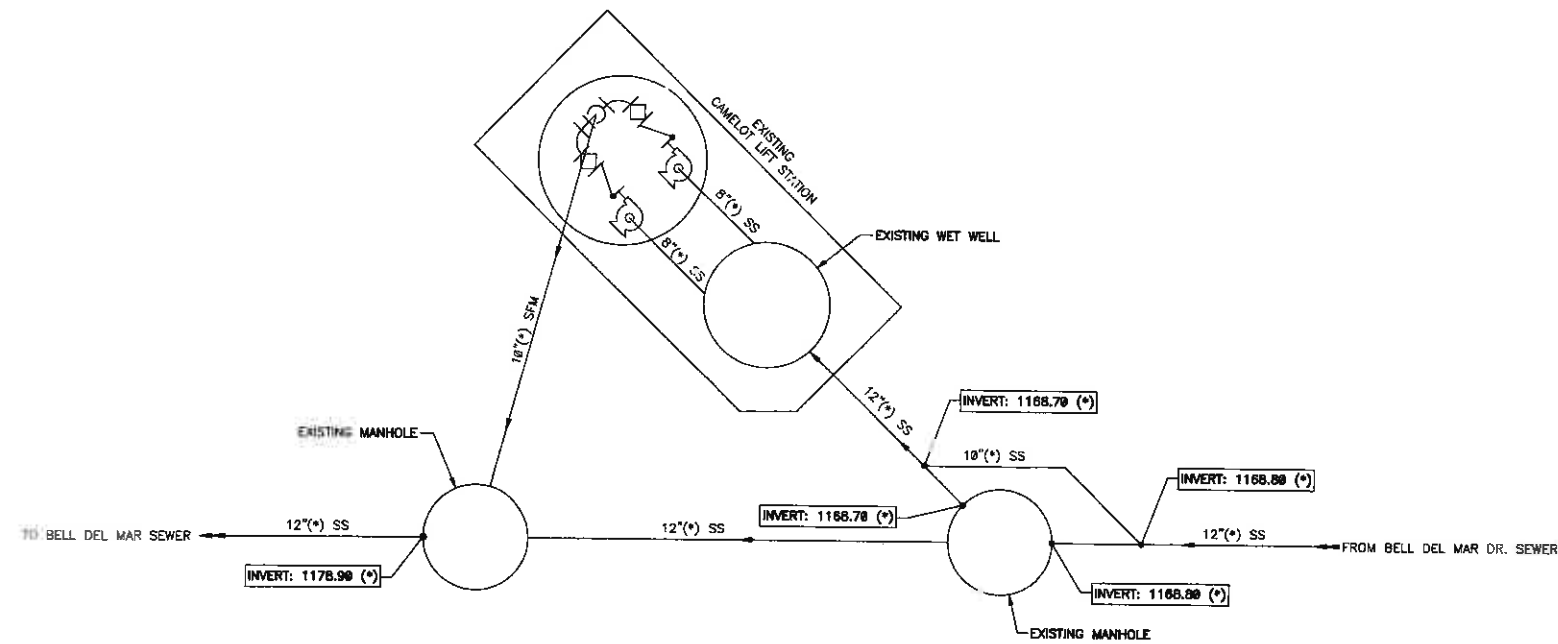 EXISTING
CAMELOT LIFT STATION
8"(*) SS
8"(*) SS
EXISTING WET WELL
10"(*) SFM
12"(*) SS
INVERT: 1168.70 (*)
EXISTING MANHOLE
10"(*) SS
INVERT: 1168.80 (*)
INVERT: 1168.70 (*)
TO BELL DEL MAR SEWER
12"(*) SS
12"(*) SS
12"(*) SS
FROM BELL DEL MAR DR. SEWER
INVERT: 1178.90 (*)
INVERT: 1168.80 (*)
EXISTING MANHOLE